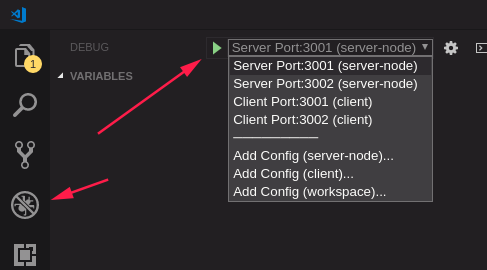 DEBUG
Server Port:3001 (server-node)
1
VARIABLES
Server Port:3001 (server-node)
Server Port:3002 (server-node)
Client Port:3001 (client)
Client Port:3002 (client)
Add Config (server-node)...
Add Config (client)...
Add Config (workspace)...